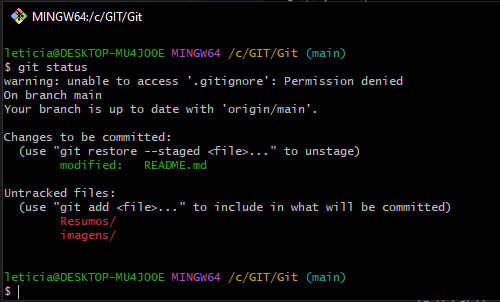 MINGW64:/c/GIT/Git
leticia@DESKTOP-MU4JOOE MINGW64 /c/GIT/Git (main)
$ git status
warning: unable to access '.gitignore': Permission denied
On branch main
Your branch is up to date with 'origin/main'.
Changes to be committed:
  (use "git restore --staged <file>..." to unstage)
        modified:   README.md
Untracked files:
  (use "git add <file>..." to include in what will be committed)
        Resumos/
        imagens/
leticia@DESKTOP-MU4JOOE MINGW64 /c/GIT/Git (main)
$